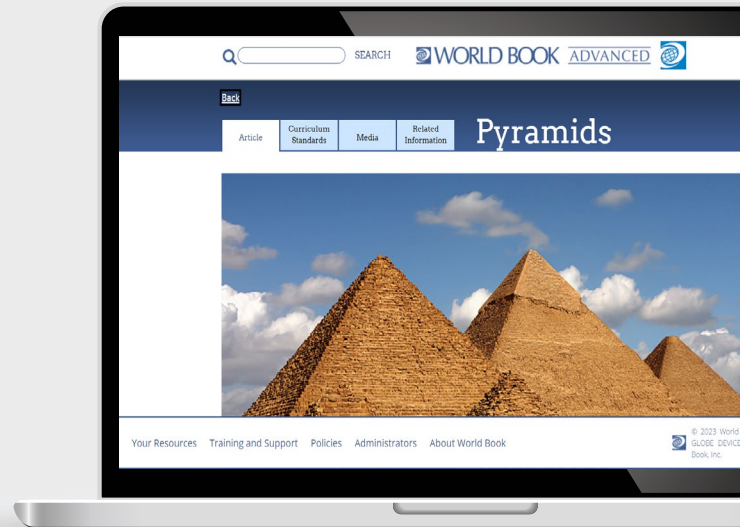 SEARCH
WORLD BOOK ADVANCED
Back
Article
Curriculum
Standards
Media
Related
Information
Pyramids
Your Resources Training and Support Policies Administrators About World Book
© 2023 World
GLOBE DEVICE
Book, Inc.